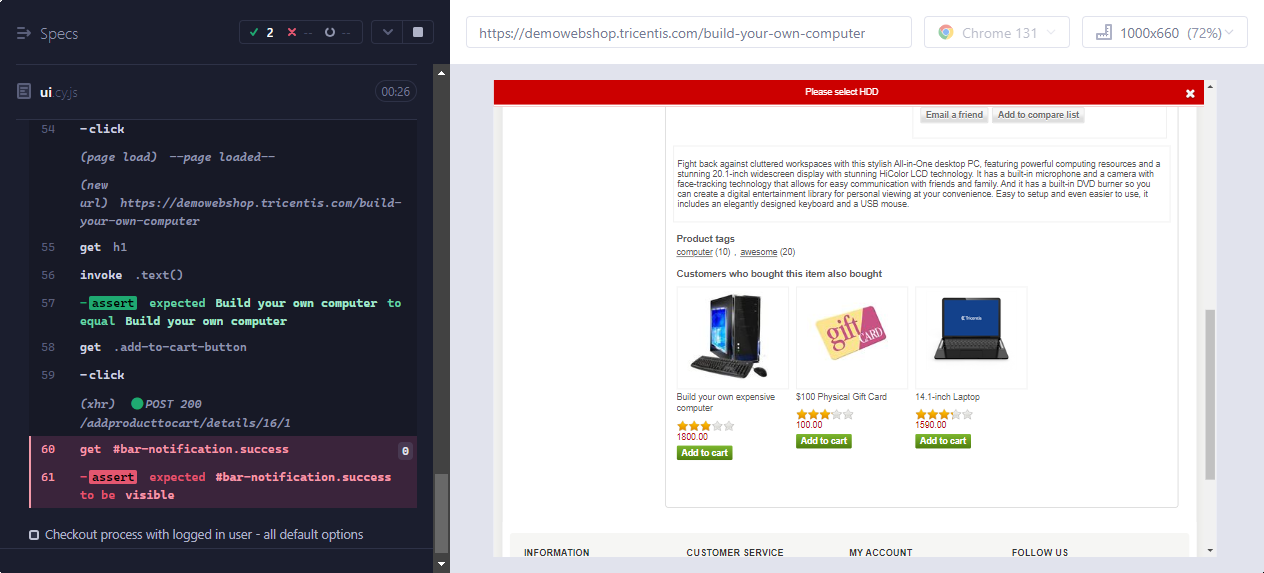 Specs
2
--
--
ui.cy.js
00:26
54 -click
(page load) --page loaded--
(new
url) https://demowebshop.tricentis.com/build-
your-own-computer
55 get h1
56 invoke .text()
57 -assert expected Build your own computer to
equal Build your own computer
58 get .add-to-cart-button
59 -click
(xhr) POST 200
/addproducttocart/details/16/1
60 get #bar-notification.success 0
61 -assert expected #bar-notification.success
to be visible
Checkout process with logged in user - all default options
https://demowebshop.tricentis.com/build-your-own-computer
Chrome 131
1000x660 (72%)
Please select HDD
Email a friend
Add to compare list
Fight back against cluttered workspaces with this stylish All-in-One desktop PC, featuring powerful computing resources and a
stunning 20.1-inch widescreen display with stunning HiColor LCD technology. It has a built-in microphone and a camera with
face-tracking technology that allows for easy communication with friends and family. And it has a built-in DVD burner so you
can create a digital entertainment library for personal viewing at your convenience. Easy to setup and even easier to use, it
includes an elegantly designed keyboard and a USB mouse.
Product tags
computer (10) , awesome (20)
Customers who bought this item also bought
gift
CARD
Tricentis
Build your own expensive
computer
1800.00
Add to cart
$100 Physical Gift Card
100.00
Add to cart
14.1-inch Laptop
1590.00
Add to cart
INFORMATION
CUSTOMER SERVICE
MY ACCOUNT
FOLLOW US